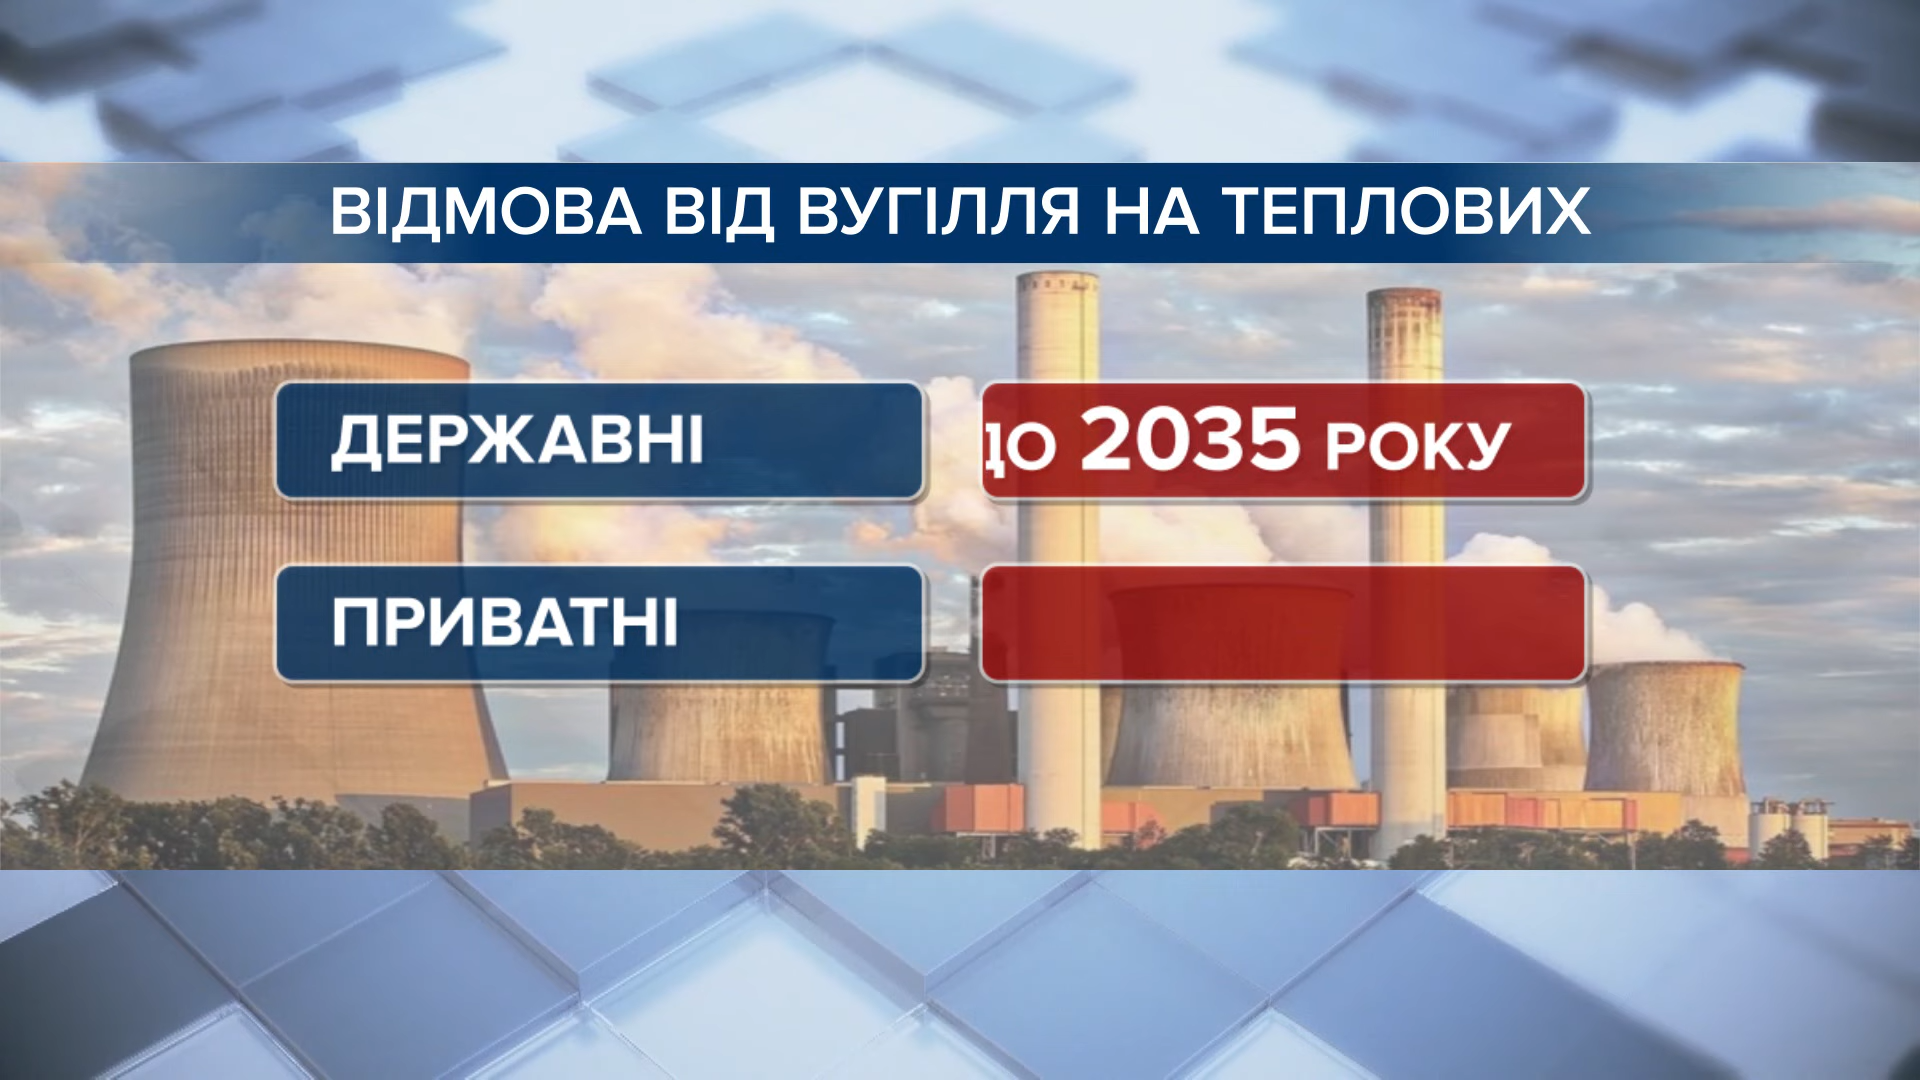 ВІДМОВА ВІД ВУГІЛЛЯ НА ТЕПЛОВИХ
ДЕРЖАВНІ
ДО 2035 РОКУ
ПРИВАТНІ